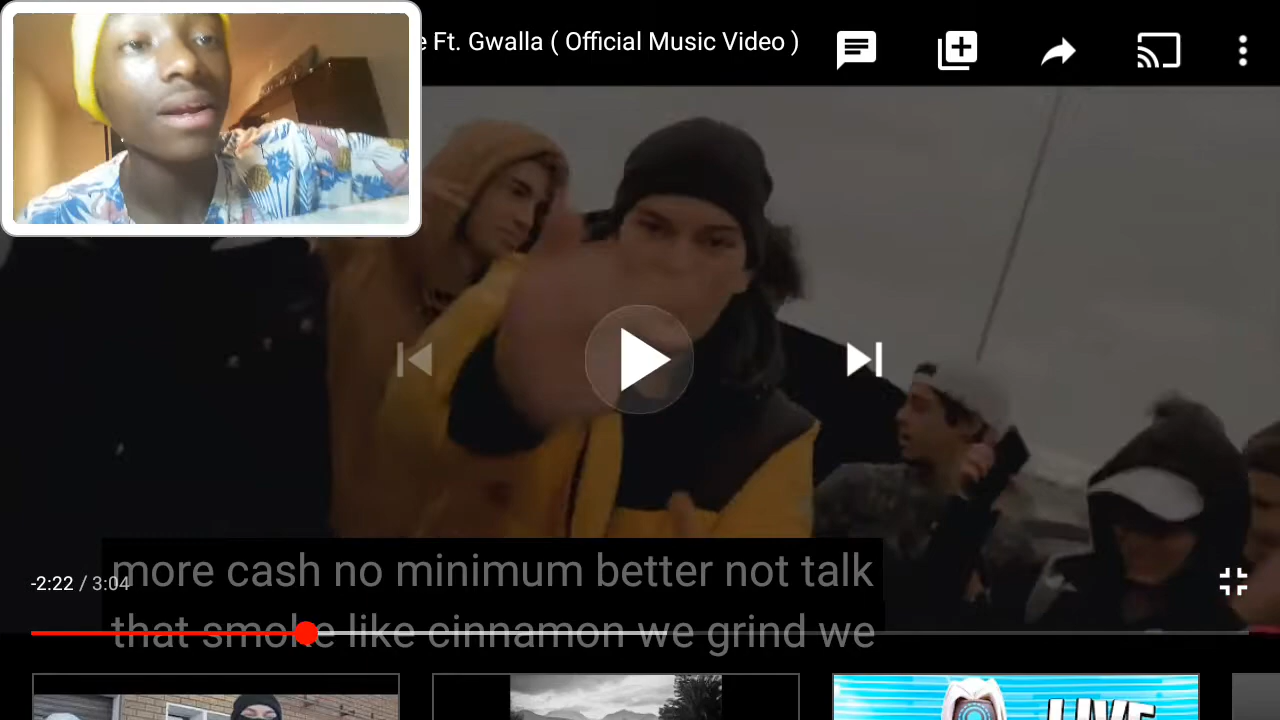 e Ft. Gwalla ( Official Music Video )
more cash no minimum better not talk
-2:22 / 3:04
that smoke like cinnamon we grind we
LIVE